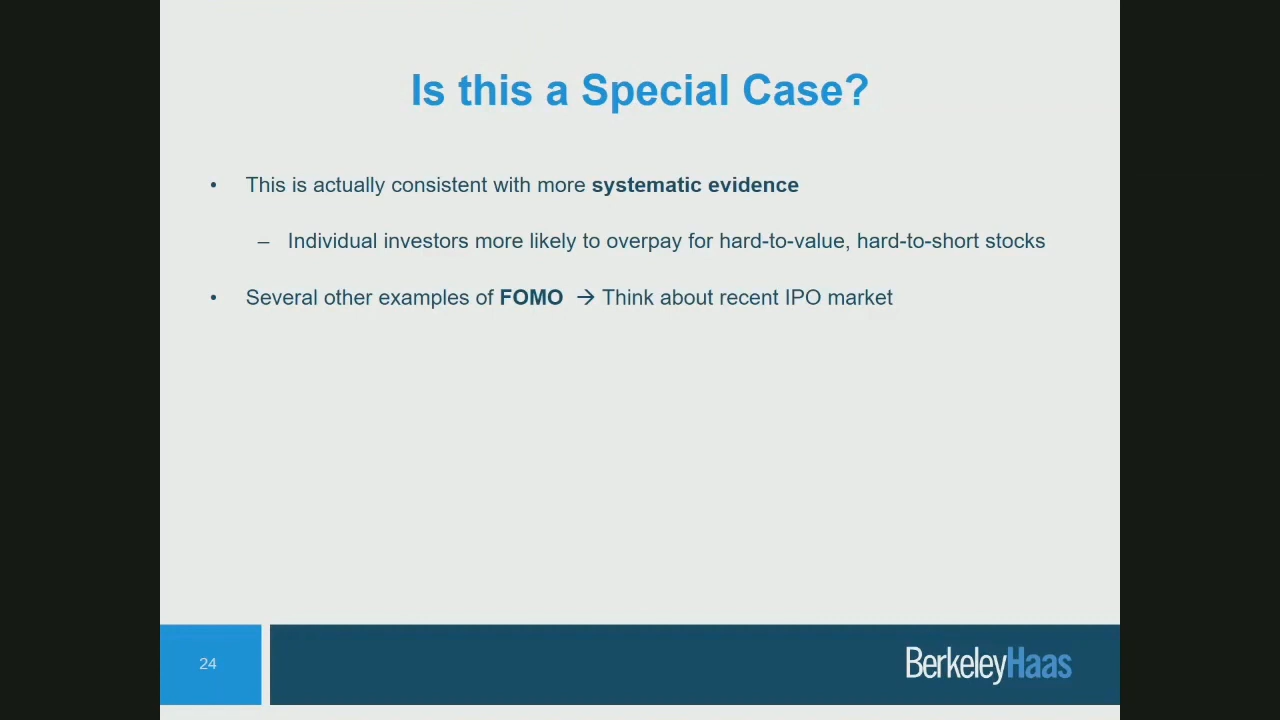 Is this a Special Case?
• This is actually consistent with more systematic evidence
– Individual investors more likely to overpay for hard-to-value, hard-to-short stocks
• Several other examples of FOMO → Think about recent IPO market
24
BerkeleyHaas